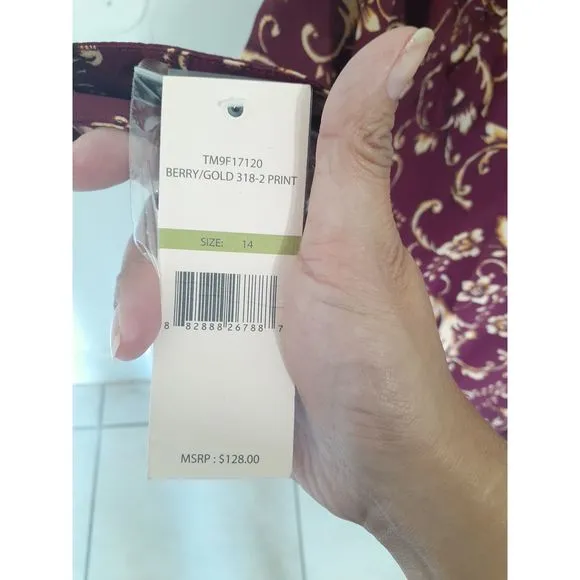 TM9F17120
BERRY/GOLD 318-2 PRINT
SIZE: 14
8 82888 26788 7
MSRP : $128.00